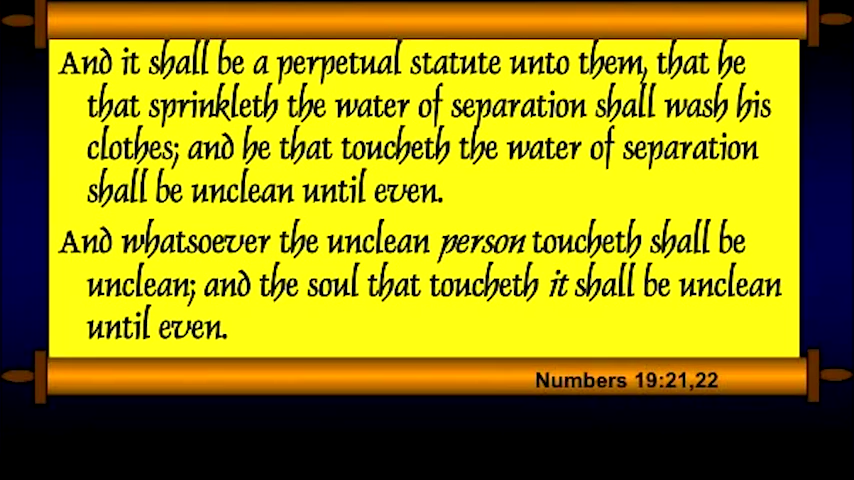 And it shall be a perpetual statute unto them, that he
that sprinkleth the water of separation shall wash his
clothes; and he that toucheth the water of separation
shall be unclean until even.
And whatsoever the unclean person toucheth shall be
unclean; and the soul that toucheth it shall be unclean
until even.
Numbers 19:21,22